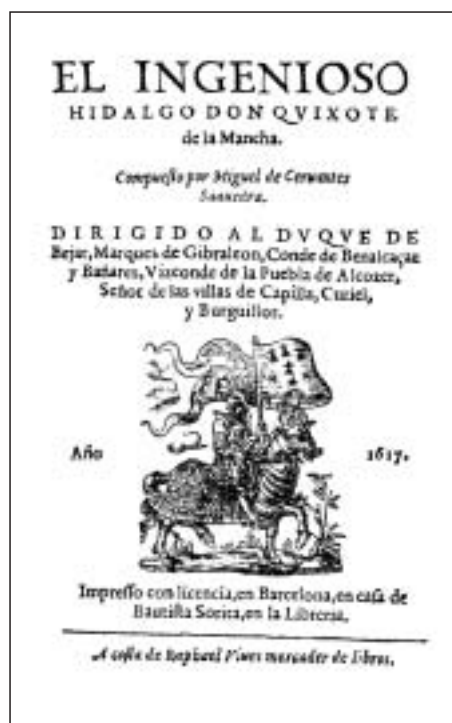 EL INGENIOSO
HIDALGO DON QVIXOTE
de la Mancha.
Compuesto por Miguel de Ceruantes
Saauedra.
DIRIGIDO AL DVQVE DE
Bejar, Marques de Gibraleon, Conde de Benalcaçar
y Bañares, Visconde de la Puebla de Alcozer,
Señor de las villas de Capilla, Curiel,
y Burguillos.
Año 1617.
Impresso con licencia, en Barcelona, en casa de
Bautista Sorita, en la Libreria,
A costa de Raphael Viues mercader de libros.